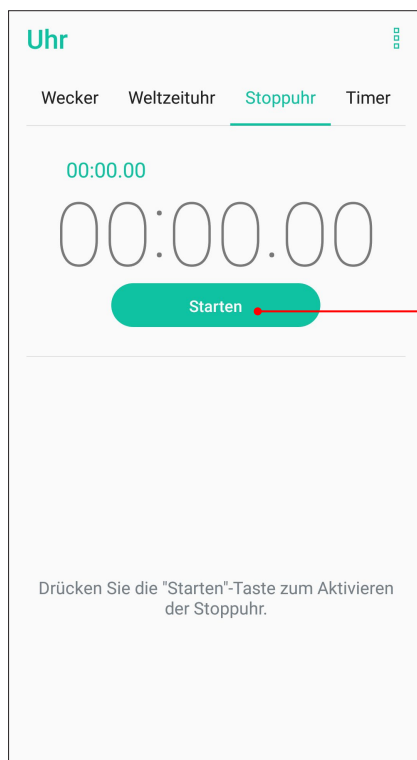 Uhr
Wecker Weltzeituhr Stoppuhr Timer
00:00.00
00:00.00
Starten
Drücken Sie die "Starten"-Taste zum Aktivieren
der Stoppuhr.